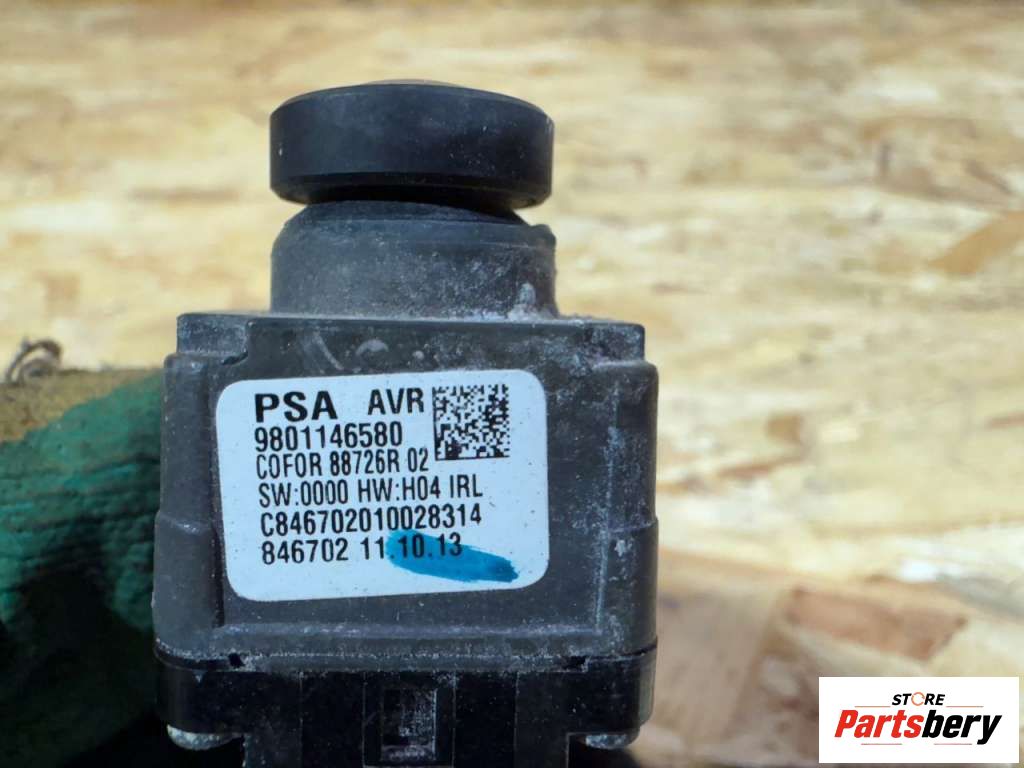 PSA AVR
9801146580
COFOR 88726R 02
SW:0000 HW:H04 IRL
C846702010028314
846702 11.10.13
STORE
Partsbery